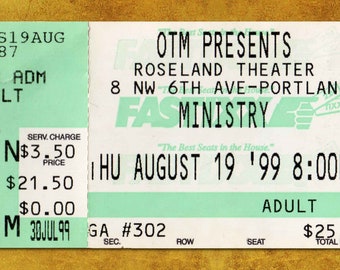 S19AUG
87
ADM
LT
N
SERV. CHARGE
$3.50
PRICE
$21.50
$0.00
M
30JUL99
OTM PRESENTS
ROSELAND THEATER
8 NW 6TH AVE PORTLAN
MINISTRY
HU AUGUST 19 '99 8:00
ADULT
GA #302
$25
SEC.
ROW
SEAT
"The Best Seats in the House."